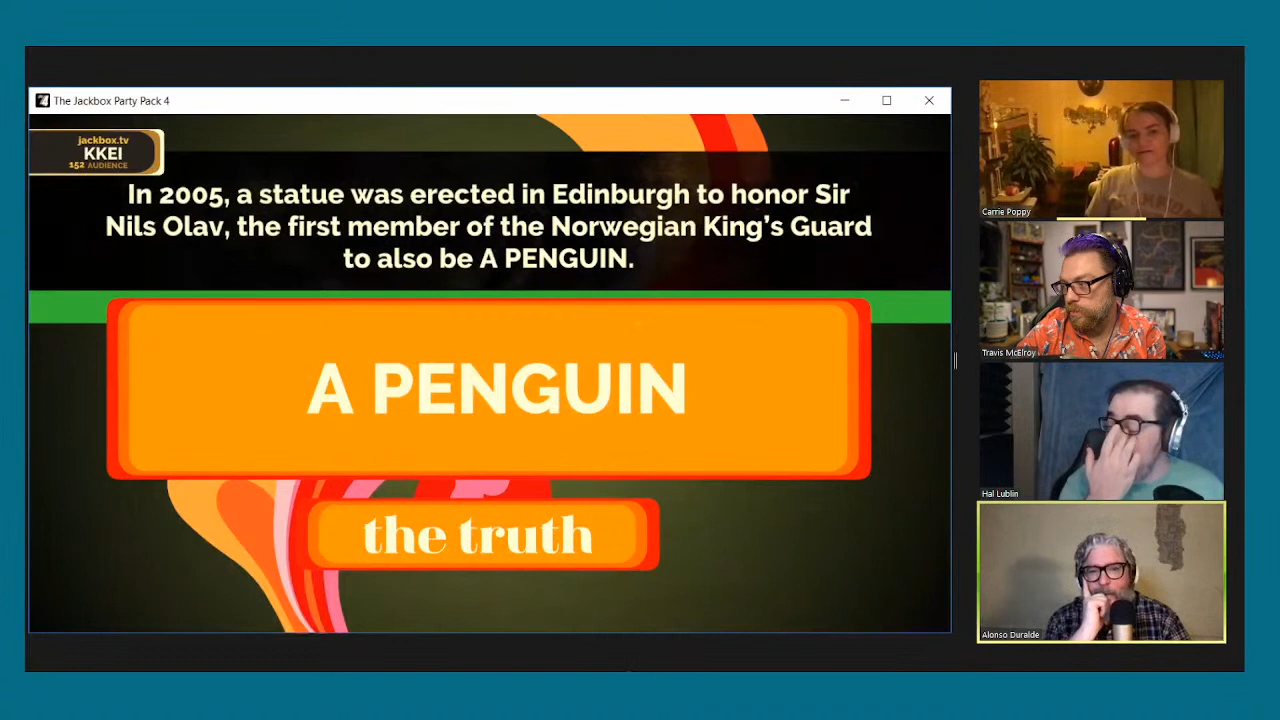 The Jackbox Party Pack 4
jackbox.tv
KKEI
152 AUDIENCE
In 2005, a statue was erected in Edinburgh to honor Sir
Nils Olav, the first member of the Norwegian King's Guard
to also be A PENGUIN.
A PENGUIN
the truth
Carrie Poppy
Travis McElroy
Hal Lublin
Alonso Duralde